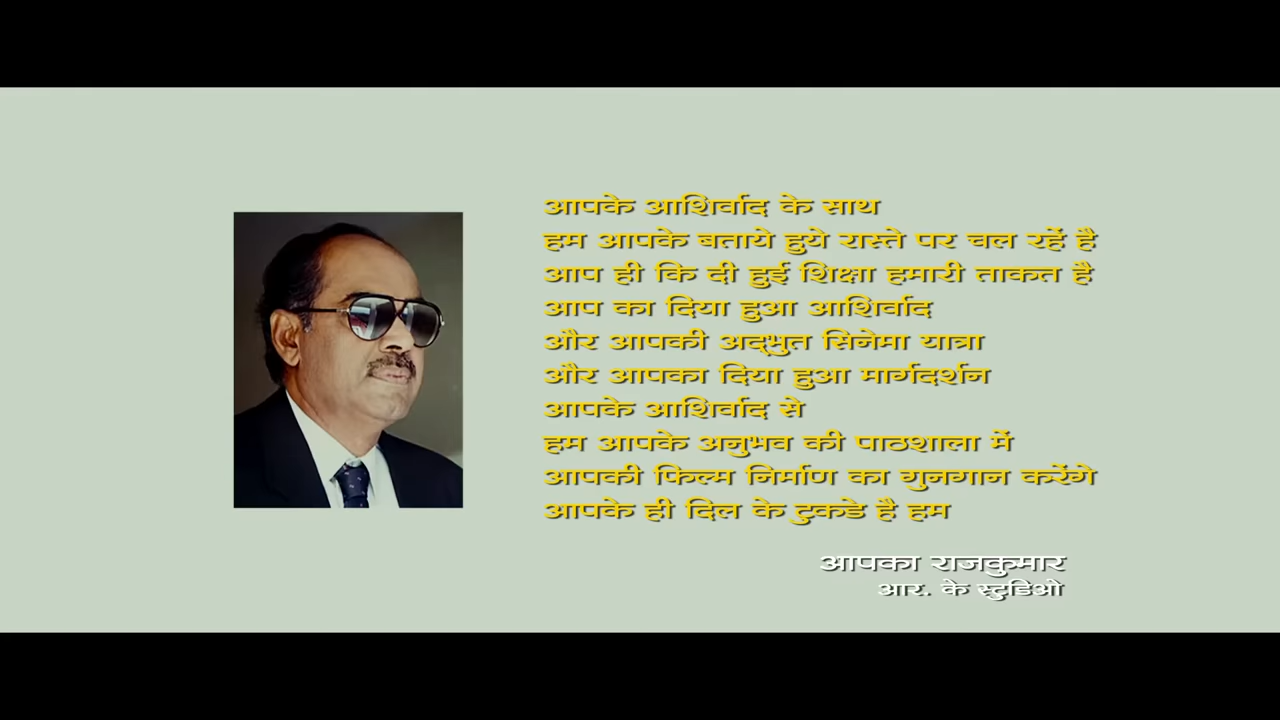 आपके आशिर्वाद के साथ
हम आपके बताये हुये रास्ते पर चल रहें है
आप ही कि दी हुई शिक्षा हमारी ताकत है
आप का दिया हुआ आशिर्वाद
और आपकी अद्‌भुत सिनेमा यात्रा
और आपका दिया हुआ मार्गदर्शन
आपके आशिर्वाद से
हम आपके अनुभव की पाठशाला में
आपकी फिल्म निर्माण का गुनगान करेंगे
आपके ही दिल के टुकडे है हम
आपका राजकुमार
आर. के स्टुडिओ